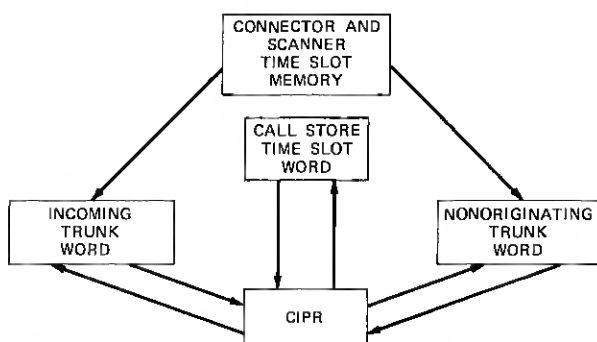 CONNECTOR AND
SCANNER
TIME SLOT
MEMORY
CALL STORE
TIME SLOT
WORD
INCOMING
TRUNK
WORD
NONORIGINATING
TRUNK
WORD
CIPR